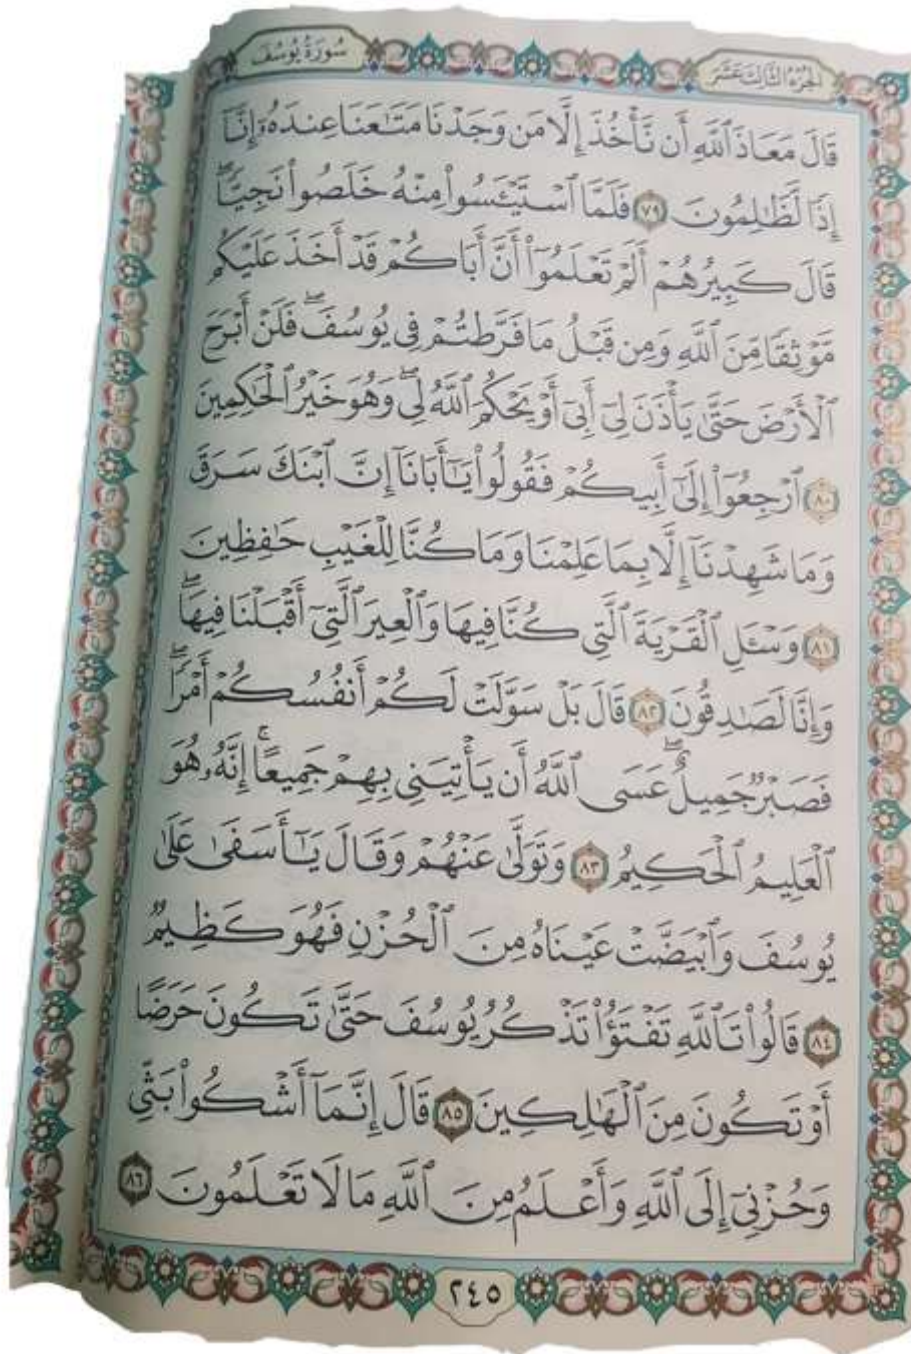 الجزء الثالث عشر
سورة يوسف
قَالَ مَعَاذَ ٱللَّهِ أَن نَّأْخُذَ إِلَّا مَن وَجَدْنَا مَتَٰعَنَا عِندَهُۥٓ إِنَّآ
إِذًا لَّظَٰلِمُونَ ٧٩ فَلَمَّا ٱسْتَيْـَٔسُوا۟ مِنْهُ خَلَصُوا۟ نَجِيًّا ۖ
قَالَ كَبِيرُهُمْ أَلَمْ تَعْلَمُوٓا۟ أَنَّ أَبَاكُمْ قَدْ أَخَذَ عَلَيْكُم
مَّوْثِقًا مِّنَ ٱللَّهِ وَمِن قَبْلُ مَا فَرَّطتُمْ فِى يُوسُفَ ۖ فَلَنْ أَبْرَحَ
ٱلْأَرْضَ حَتَّىٰ يَأْذَنَ لِىٓ أَبِىٓ أَوْ يَحْكُمَ ٱللَّهُ لِى ۖ وَهُوَ خَيْرُ ٱلْحَٰكِمِينَ
٨٠ ٱرْجِعُوٓا۟ إِلَىٰٓ أَبِيكُمْ فَقُولُوا۟ يَٰٓأَبَانَآ إِنَّ ٱبْنَكَ سَرَقَ
وَمَا شَهِدْنَآ إِلَّا بِمَا عَلِمْنَا وَمَا كُنَّا لِلْغَيْبِ حَٰفِظِينَ
٨١ وَسْـَٔلِ ٱلْقَرْيَةَ ٱلَّتِى كُنَّا فِيهَا وَٱلْعِيرَ ٱلَّتِىٓ أَقْبَلْنَا فِيهَا ۖ
وَإِنَّا لَصَٰدِقُونَ ٨٢ قَالَ بَلْ سَوَّلَتْ لَكُمْ أَنفُسُكُمْ أَمْرًا ۖ
فَصَبْرٌ جَمِيلٌ ۖ عَسَى ٱللَّهُ أَن يَأْتِيَنِى بِهِمْ جَمِيعًا ۚ إِنَّهُۥ هُوَ
ٱلْعَلِيمُ ٱلْحَكِيمُ ٨٣ وَتَوَلَّىٰ عَنْهُمْ وَقَالَ يَٰٓأَسَفَىٰ عَلَىٰ
يُوسُفَ وَٱبْيَضَّتْ عَيْنَاهُ مِنَ ٱلْحُزْنِ فَهُوَ كَظِيمٌ
٨٤ قَالُوا۟ تَٱللَّهِ تَفْتَؤُا۟ تَذْكُرُ يُوسُفَ حَتَّىٰ تَكُونَ حَرَضًا
أَوْ تَكُونَ مِنَ ٱلْهَٰلِكِينَ ٨٥ قَالَ إِنَّمَآ أَشْكُوا۟ بَثِّى
وَحُزْنِىٓ إِلَى ٱللَّهِ وَأَعْلَمُ مِنَ ٱللَّهِ مَا لَا تَعْلَمُونَ ٨٦
٢٤٥